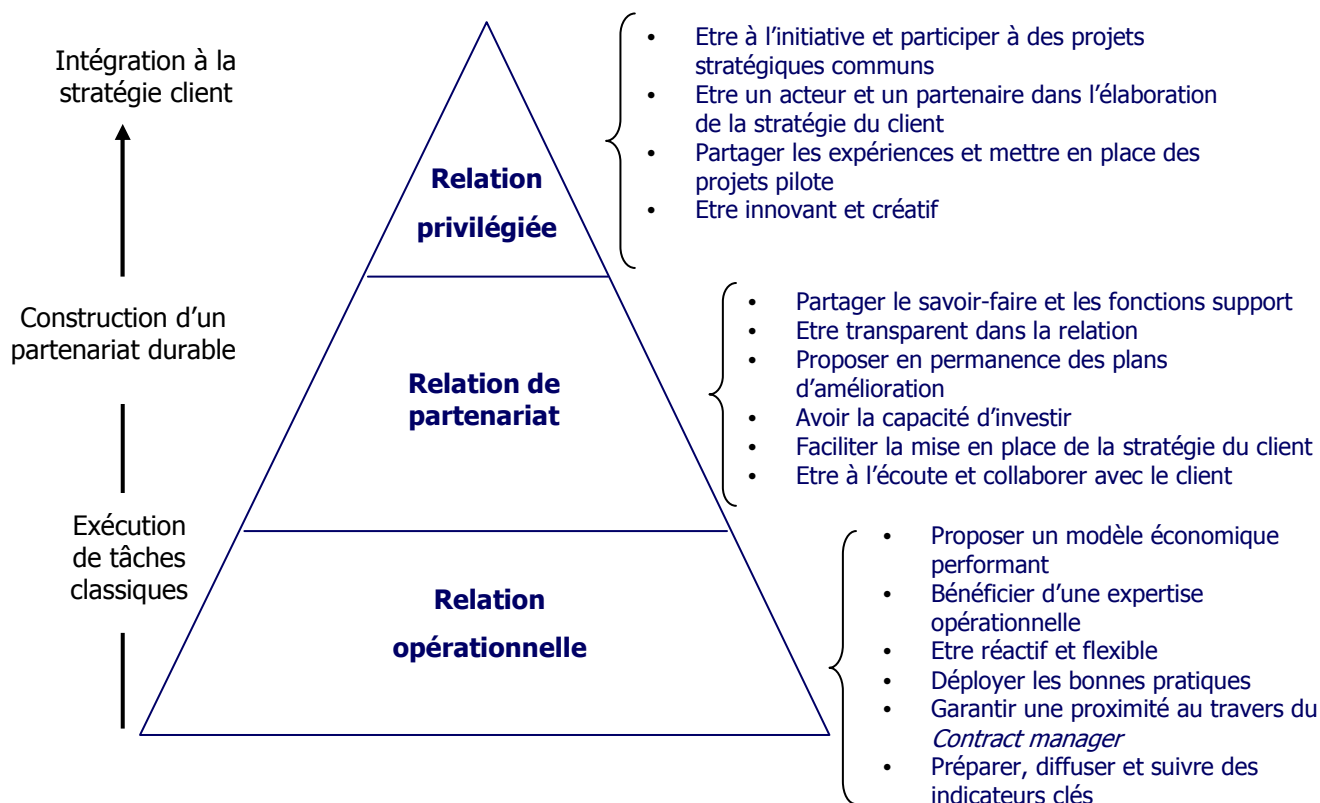 Intégration à la
stratégie client
Construction d'un
partenariat durable
Exécution
de tâches
classiques
Relation
privilégiée
Relation de
partenariat
Relation
opérationnelle
• Etre à l'initiative et participer à des projets
stratégiques communs
• Etre un acteur et un partenaire dans l'élaboration
de la stratégie du client
• Partager les expériences et mettre en place des
projets pilote
• Etre innovant et créatif
• Partager le savoir-faire et les fonctions support
• Etre transparent dans la relation
• Proposer en permanence des plans
d'amélioration
• Avoir la capacité d'investir
• Faciliter la mise en place de la stratégie du client
• Etre à l'écoute et collaborer avec le client
• Proposer un modèle économique
performant
• Bénéficier d'une expertise
opérationnelle
• Etre réactif et flexible
• Déployer les bonnes pratiques
• Garantir une proximité au travers du
Contract manager
• Préparer, diffuser et suivre des
indicateurs clés